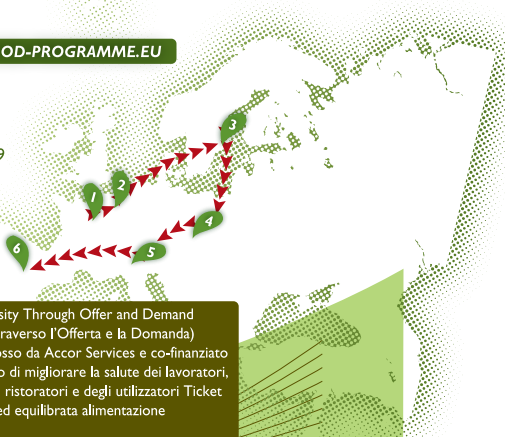 OD-PROGRAMME.EU
9
3
2
1
4
6
5
sity Through Offer and Demand
raverso l'Offerta e la Domanda)
osso da Accor Services e co-finanziato
o di migliorare la salute dei lavoratori,
ristoratori e degli utilizzatori Ticket
ed equilibrata alimentazione